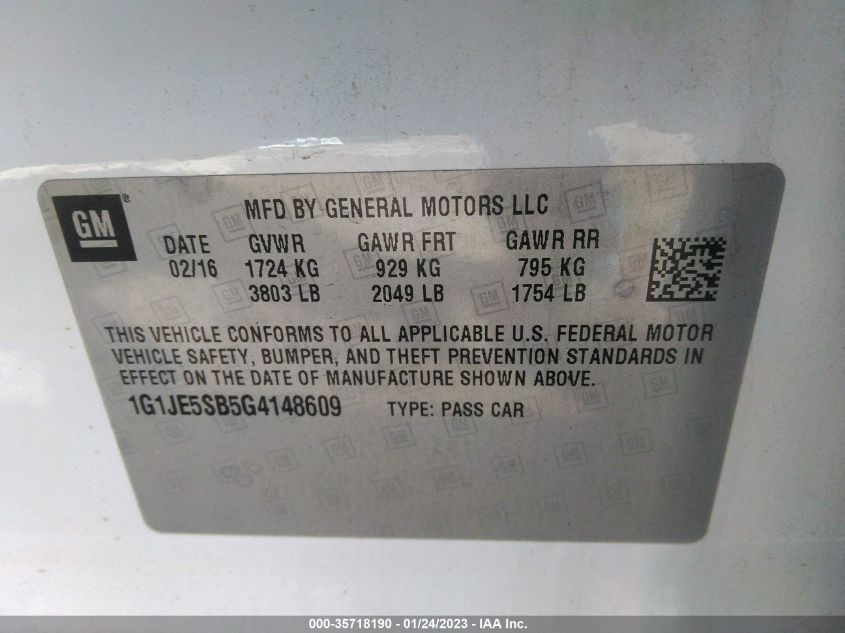 GM
®
MFD BY GENERAL MOTORS LLC
DATE GVWR GAWR FRT GAWR RR
02/16 1724 KG 929 KG 795 KG
3803 LB 2049 LB 1754 LB
THIS VEHICLE CONFORMS TO ALL APPLICABLE U.S. FEDERAL MOTOR
VEHICLE SAFETY, BUMPER, AND THEFT PREVENTION STANDARDS IN
EFFECT ON THE DATE OF MANUFACTURE SHOWN ABOVE.
1G1JE5SB5G4148609 TYPE: PASS CAR
000-35718190 - 01/24/2023 - IAA Inc.